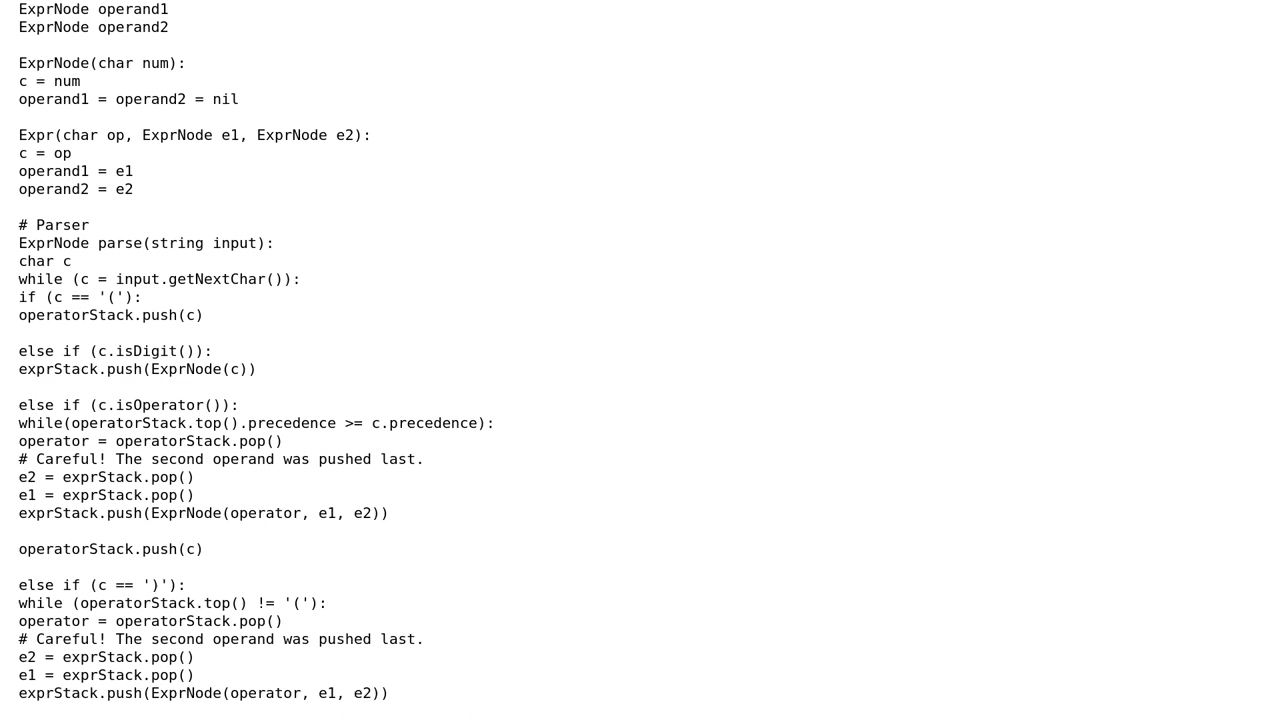 ExprNode operand1
ExprNode operand2
ExprNode(char num):
c = num
operand1 = operand2 = nil
Expr(char op, ExprNode e1, ExprNode e2):
c = op
operand1 = e1
operand2 = e2
# Parser
ExprNode parse(string input):
char c
while (c = input.getNextChar()):
if (c == '('):
operatorStack.push(c)
else if (c.isDigit()):
exprStack.push(ExprNode(c))
else if (c.isOperator()):
while(operatorStack.top().precedence >= c.precedence):
operator = operatorStack.pop()
# Careful! The second operand was pushed last.
e2 = exprStack.pop()
e1 = exprStack.pop()
exprStack.push(ExprNode(operator, e1, e2))
operatorStack.push(c)
else if (c == ')'):
while (operatorStack.top() != '('):
operator = operatorStack.pop()
# Careful! The second operand was pushed last.
e2 = exprStack.pop()
e1 = exprStack.pop()
exprStack.push(ExprNode(operator, e1, e2))